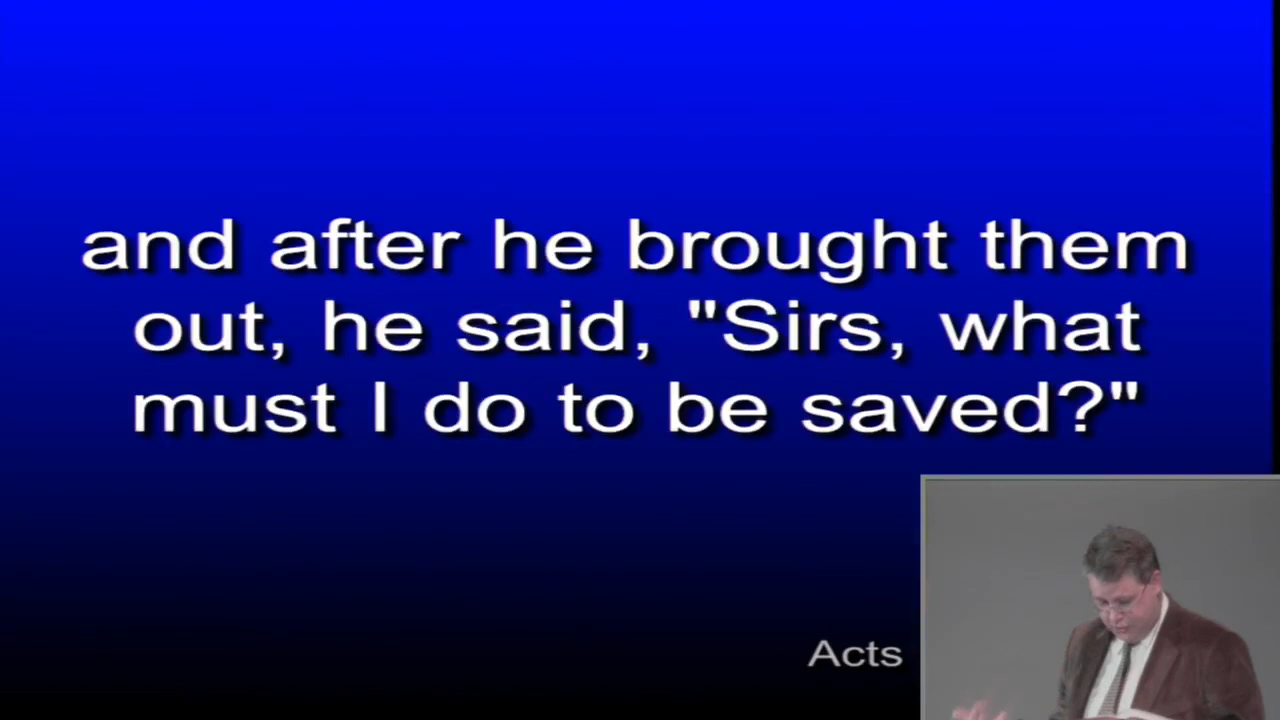 and after he brought them
out, he said, "Sirs, what
must I do to be saved?"
Acts